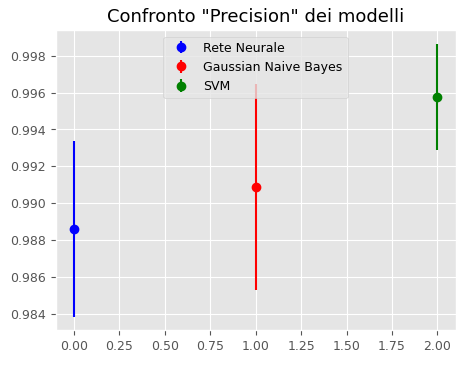 Confronto "Precision" dei modelli
Rete Neurale
Gaussian Naive Bayes
SVM
0.998
0.996
0.994
0.992
0.990
0.988
0.986
0.984
0.00 0.25 0.50 0.75 1.00 1.25 1.50 1.75 2.00